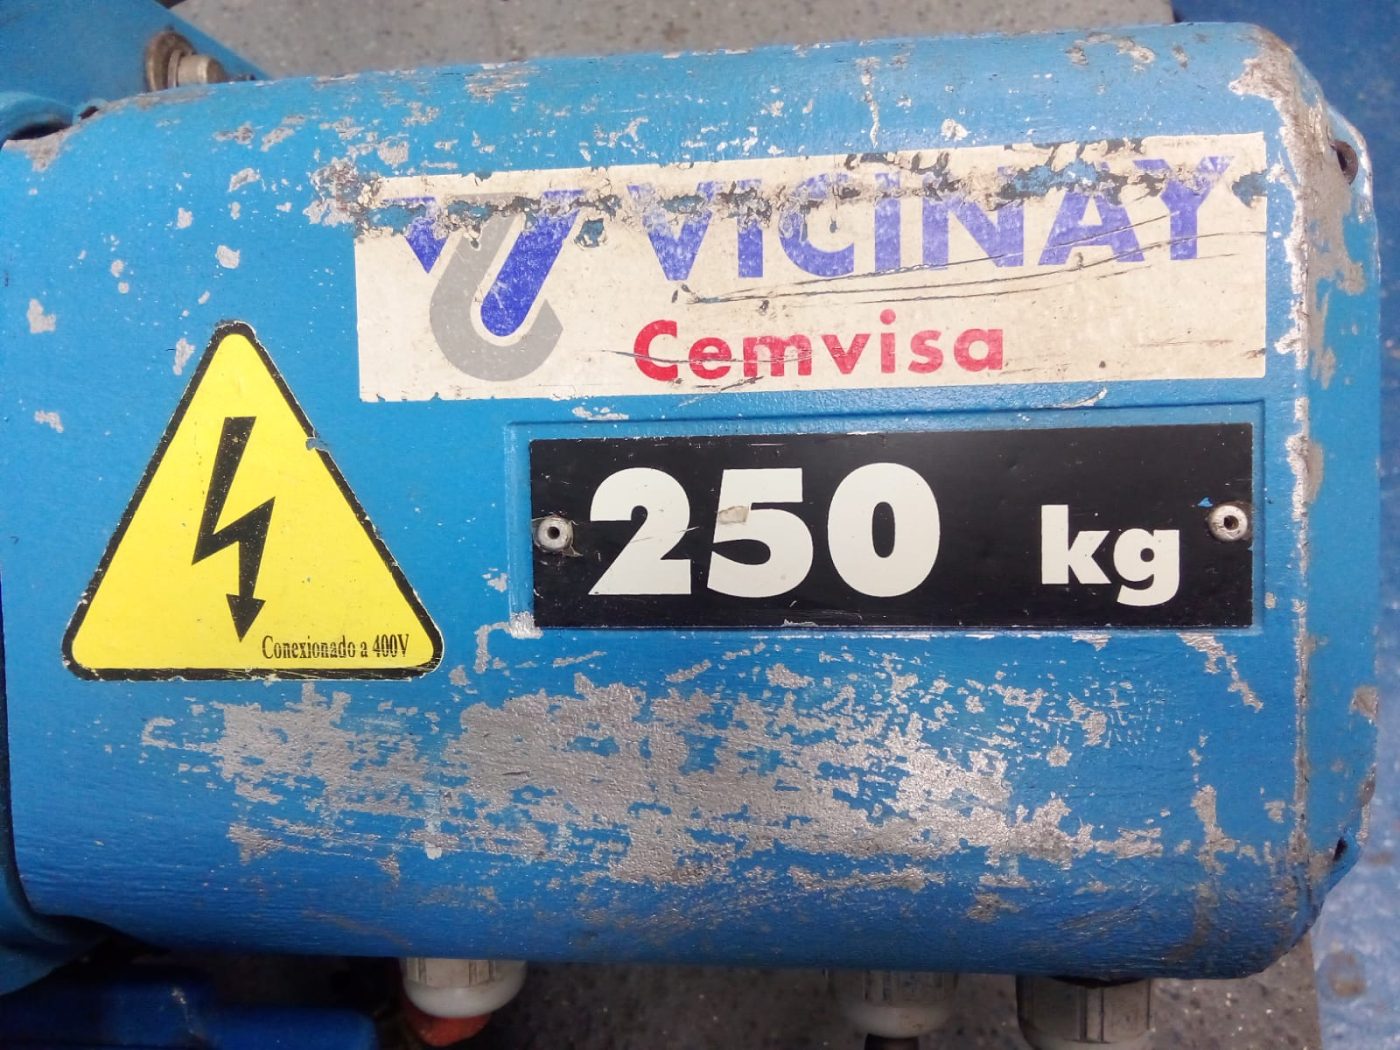 VICINAY
Cemvisa
250 kg
Conexionado a 400V